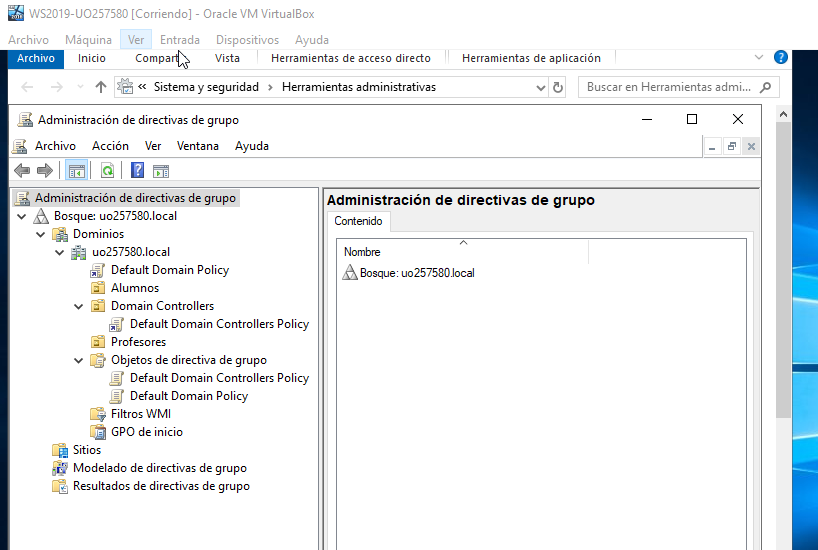 WS2019-UO257580 [Corriendo] - Oracle VM VirtualBox
Archivo Máquina Ver Entrada Dispositivos Ayuda
Archivo Inicio Compart Vista Herramientas de acceso directo Herramientas de aplicación
« Sistema y seguridad > Herramientas administrativas Buscar en Herramientas admi...
Administración de directivas de grupo
Archivo Acción Ver Ventana Ayuda
Administración de directivas de grupo
Bosque: uo257580.local
Dominios
uo257580.local
Default Domain Policy
Alumnos
Domain Controllers
Default Domain Controllers Policy
Profesores
Objetos de directiva de grupo
Default Domain Controllers Policy
Default Domain Policy
Filtros WMI
GPO de inicio
Sitios
Modelado de directivas de grupo
Resultados de directivas de grupo
Administración de directivas de grupo
Contenido
Nombre
Bosque: uo257580.local